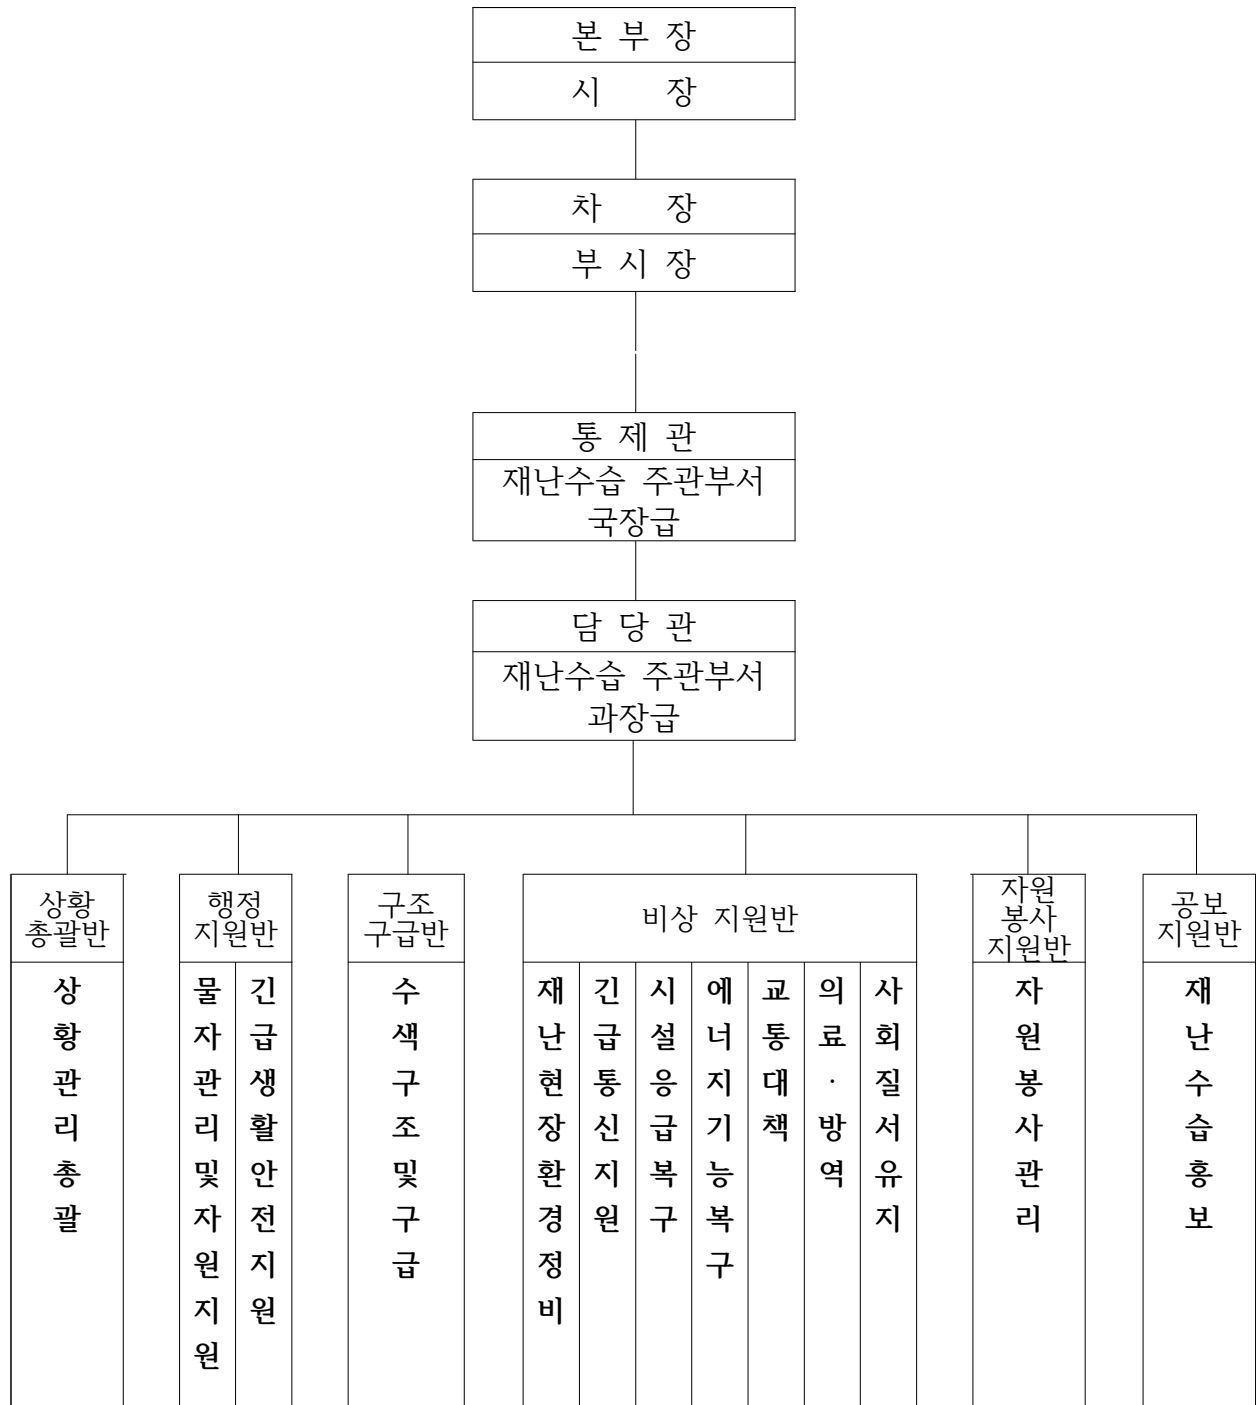 본 부 장
시 장
차 장
부 시 장
통 제 관
재난수습 주관부서
국장급
담 당 관
재난수습 주관부서
과장급
상황
총괄반
행정
지원반
구조
구급반
비상 지원반
자원
봉사
지원반
공보
지원반
상황관리총괄
물자관리및자원지원
긴급생활안전지원
수색구조및구급
재난현장환경정비
긴급통신지원
시설응급복구
에너지기능복구
교통대책
의료·방역
사회질서유지
자원봉사관리
재난수습홍보